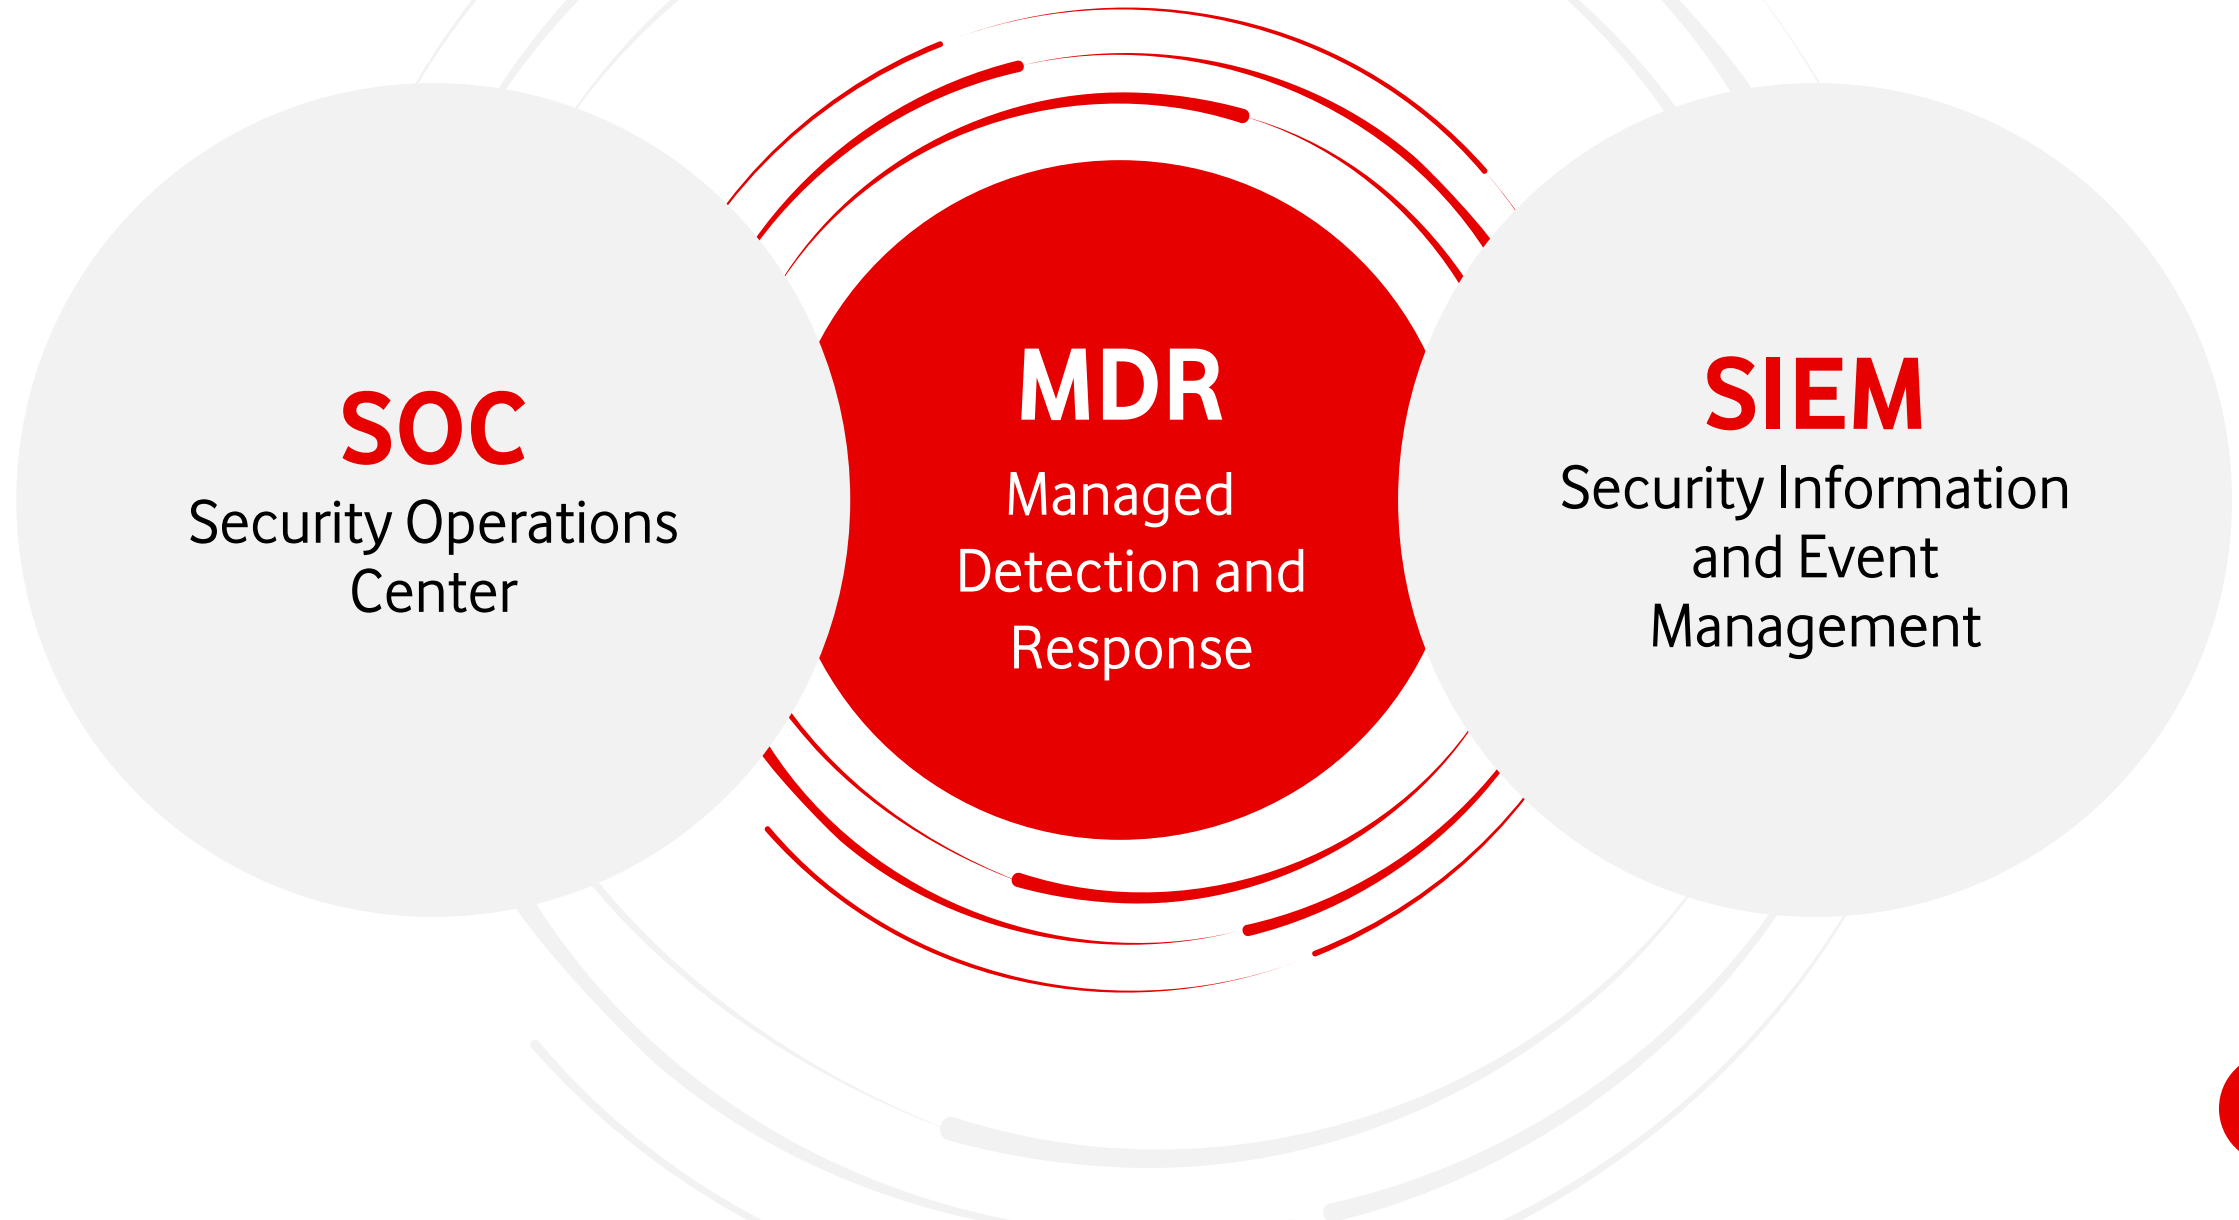 SOC
Security Operations
Center
MDR
Managed
Detection and
Response
SIEM
Security Information
and Event
Management